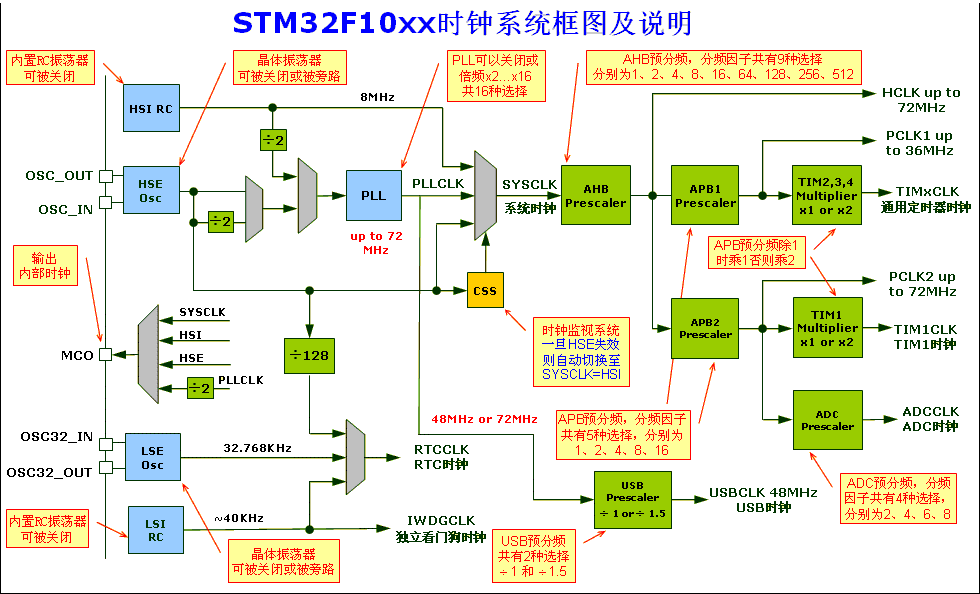 STM32F10xx时钟系统框图及说明
内置RC振荡器
可被关闭
晶体振荡器
可被关闭或被旁路
PLL可以关闭或
倍频x2...x16
共16种选择
AHB预分频，分频因子共有9种选择
分别为1、2、4、8、16、64、128、256、512
HSI RC
8MHz
HCLK up to
72MHz
÷2
PCLK1 up
to 36MHz
OSC_OUT
OSC_IN
HSE
Osc
÷2
PLL
PLLCLK
up to 72
MHz
SYSCLK
系统时钟
AHB
Prescaler
APB1
Prescaler
TIM2,3,4
Multiplier
x1 or x2
TIMxCLK
通用定时器时钟
输出
内部时钟
CSS
APB预分频除1
时乘1否则乘2
PCLK2 up
to 72MHz
MCO
SYSCLK
HSI
HSE
PLLCLK
÷2
÷128
时钟监视系统
一旦HSE失效
则自动切换至
SYSCLK=HSI
APB2
Prescaler
TIM1
Multiplier
x1 or x2
TIM1CLK
TIM1时钟
48MHz or 72MHz
APB预分频，分频因子
共有5种选择，分别为
1、2、4、8、16
ADC
Prescaler
ADCCLK
ADC时钟
OSC32_IN
OSC32_OUT
LSE
Osc
32.768KHz
RTCCLK
RTC时钟
USB
Prescaler
÷ 1 or÷ 1.5
USBCLK 48MHz
USB时钟
ADC预分频，分频
因子共有4种选择，
分别为2、4、6、8
内置RC振荡器
可被关闭
LSI
RC
~40KHz
IWDGCLK
独立看门狗时钟
晶体振荡器
可被关闭或被旁路
USB预分频
共有2种选择
÷1 和 ÷1.5